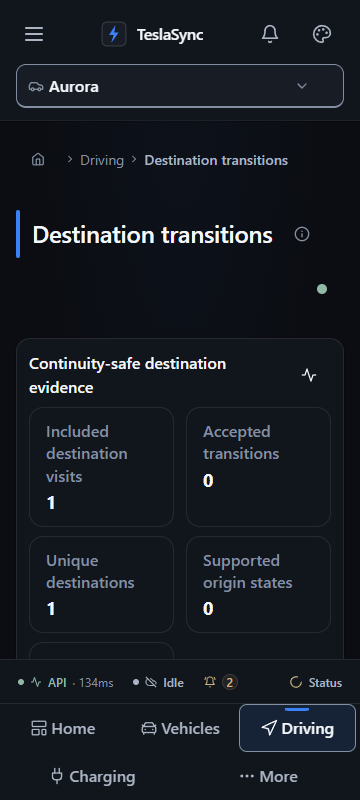 TeslaSync
Aurora
Driving
Destination transitions
Destination transitions
Continuity-safe destination
evidence
Included
destination
visits
1
Accepted
transitions
0
Unique
destinations
1
Supported
origin states
0
API · 134ms
Idle
2
Status
Home
Vehicles
Driving
Charging
More